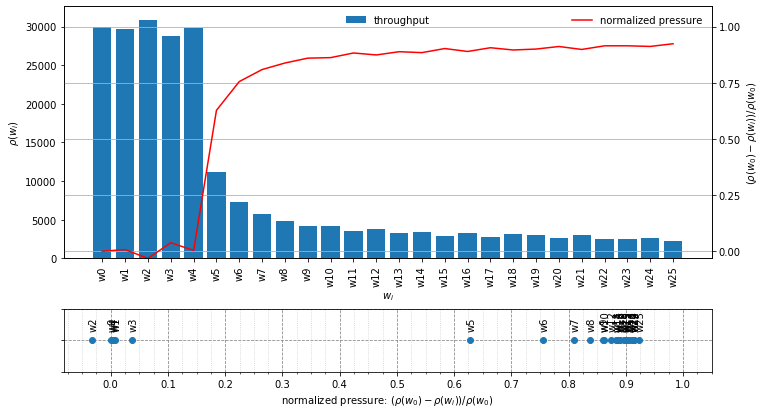 throughput
normalized pressure
30000
25000
20000
15000
10000
5000
0
ρ(wᵢ)
1.00
0.75
0.50
0.25
0.00
(ρ(w₀) − ρ(wᵢ))/ρ(w₀)
w0 w1 w2 w3 w4 w5 w6 w7 w8 w9 w10 w11 w12 w13 w14 w15 w16 w17 w18 w19 w20 w21 w22 w23 w24 w25
wᵢ
w2 w3 w5 w6 w7 w8
0.0 0.1 0.2 0.3 0.4 0.5 0.6 0.7 0.8 0.9 1.0
normalized pressure: (ρ(w₀) − ρ(wᵢ))/ρ(w₀)